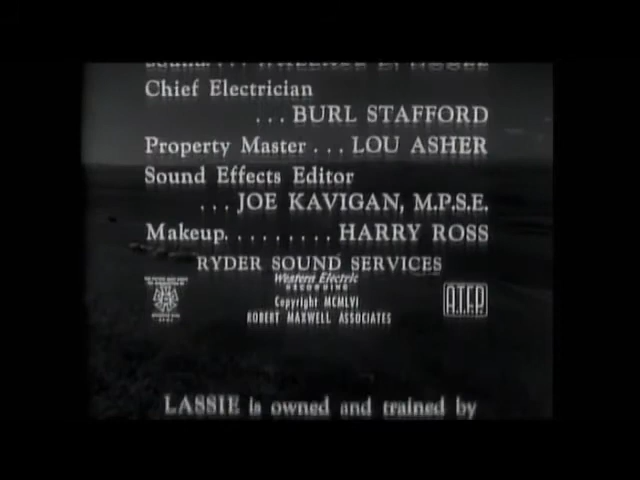 Chief Electrician
... BURL STAFFORD
Property Master... LOU ASHER
Sound Effects Editor
... JOE KAVIGAN, M.P.S.E.
Makeup......... HARRY ROSS
RYDER SOUND SERVICES
Western Electric
RECORDING
Copyright MCMLVI
ROBERT MAXWELL ASSOCIATES
A.T.F.P.
LASSIE is owned and trained by